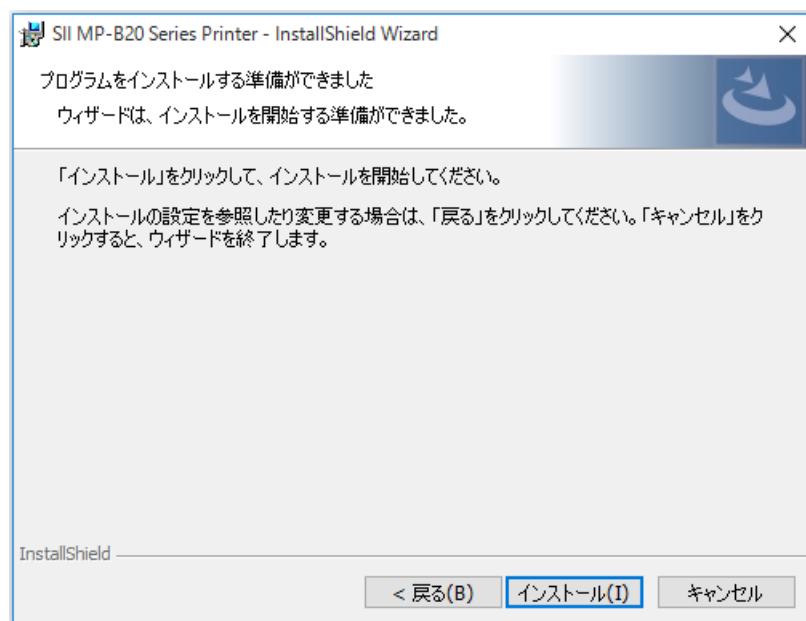 SII MP-B20 Series Printer - InstallShield Wizard
プログラムをインストールする準備ができました
ウィザードは、インストールを開始する準備ができました。
「インストール」をクリックして、インストールを開始してください。
インストールの設定を参照したり変更する場合は、「戻る」をクリックしてください。「キャンセル」をク
リックすると、ウィザードを終了します。
InstallShield
< 戻る(B)
インストール(I)
キャンセル